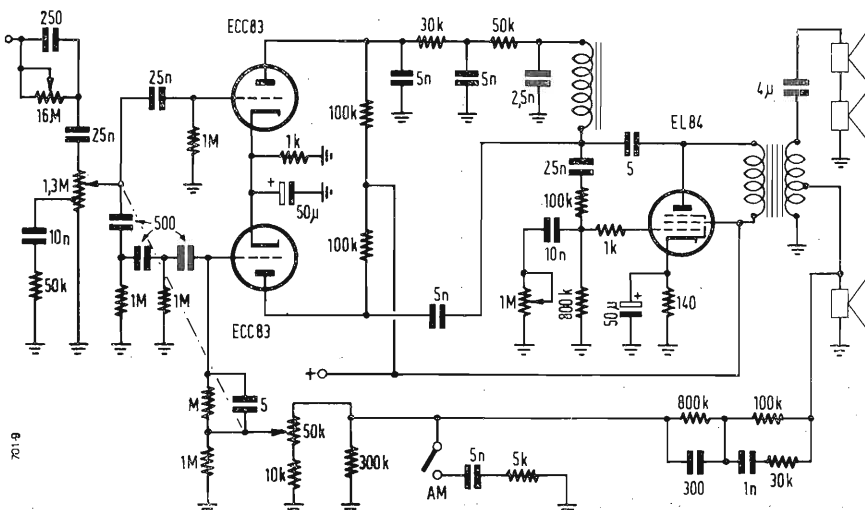 250
ECC83
30k
50k
25n
5n
5n
2,5n
4µ
16M
EL84
25n
1M
100k
1k
25n
5
1,3M
+
50µ
100k
500
100k
10n
1k
10n
5n
50k
1M
1M
1M
800k
50µ
+
140
ECC83
+
M
5
800k
100k
50k
1M
10k
300k
5n
5k
AM
300
1n
30k
701-9